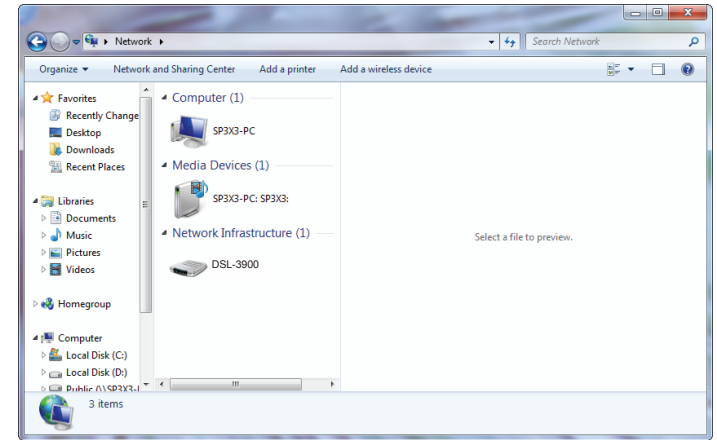 Network
Search Network
Organize
Network and Sharing Center
Add a printer
Add a wireless device
Favorites
Recently Change
Desktop
Downloads
Recent Places
Libraries
Documents
Music
Pictures
Videos
Homegroup
Computer
Local Disk (C:)
Local Disk (D:)
Public (\\SP3X3-
Computer (1)
SP3X3-PC
Media Devices (1)
SP3X3-PC: SP3X3:
Network Infrastructure (1)
DSL-3900
Select a file to preview.
3 items